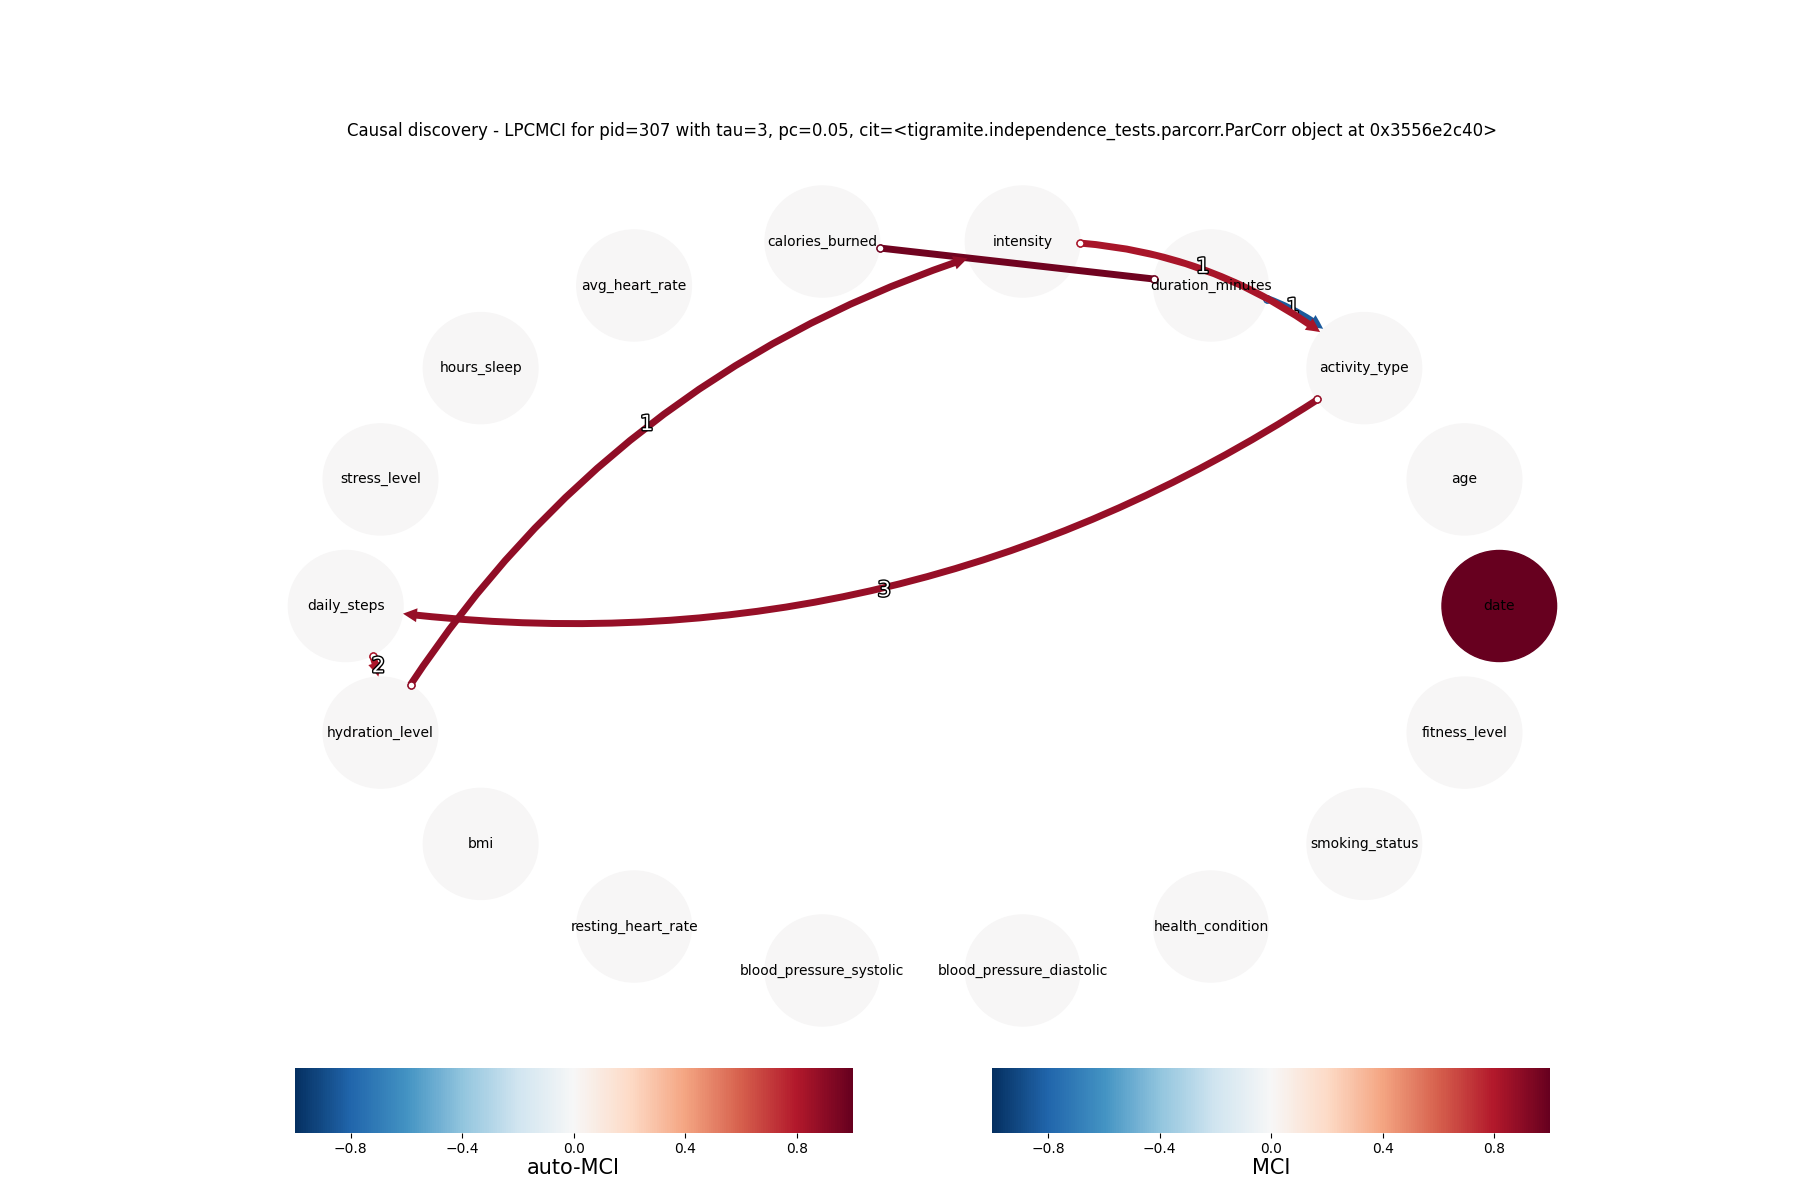 Causal discovery - LPCMCI for pid=307 with tau=3, pc=0.05, cit=<tigramite.independence_tests.parcorr.ParCorr object at 0x3556e2c40>
calories_burned
intensity
1
avg_heart_rate
duration_minutes
1
hours_sleep
activity_type
1
stress_level
age
3
daily_steps
date
2
hydration_level
fitness_level
bmi
smoking_status
resting_heart_rate
health_condition
blood_pressure_systolic
blood_pressure_diastolic
−0.8 −0.4 0.0 0.4 0.8
auto-MCI
−0.8 −0.4 0.0 0.4 0.8
MCI